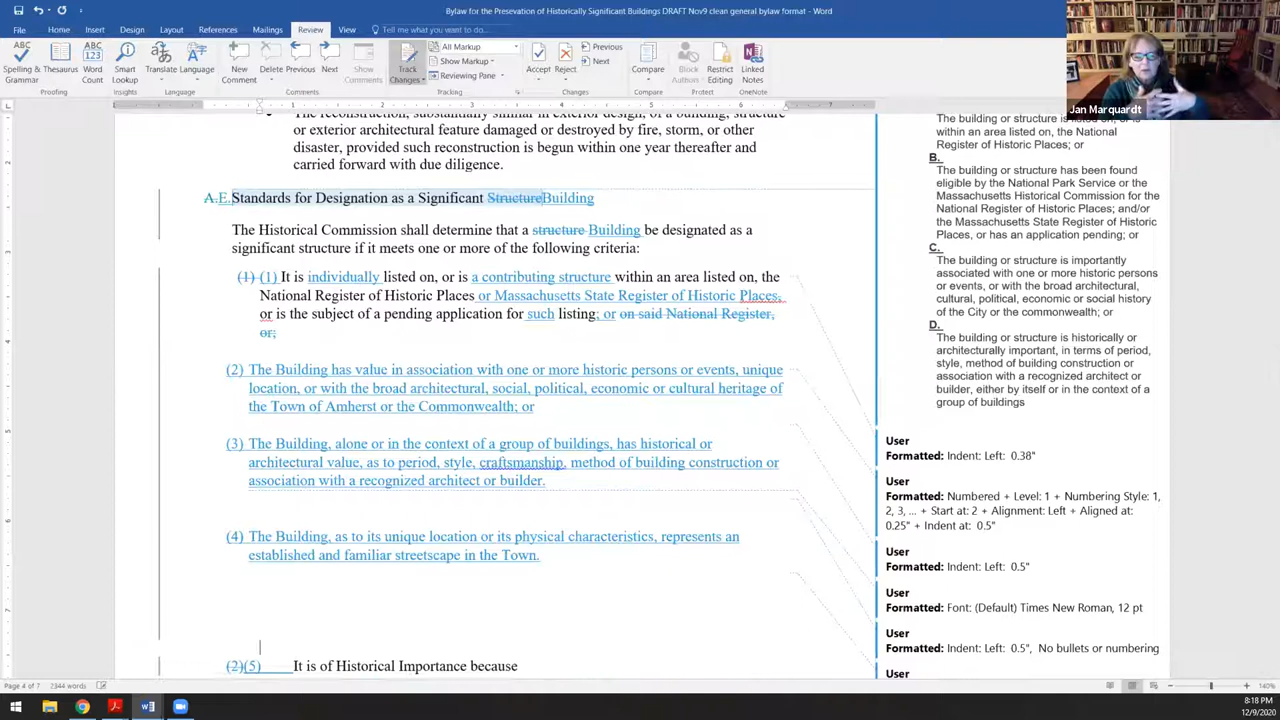 Bylaw for the Presevation of Historically Significant Buildings DRAFT Nov9 clean general bylaw format - Word
File Home Insert Design Layout References Mailings Review View Tell me what you want to do...
Spelling & Grammar Thesaurus Word Count Smart Lookup Translate Language New Comment Delete Previous Next Show Comments Track Changes All Markup Show Markup Reviewing Pane Accept Reject Previous Next Compare Block Authors Restrict Editing Linked Notes
Proofing Insights Language Comments Tracking Changes Compare Protect OneNote
Jan Marquardt
The reconstruction, substantially similar in exterior design, of a building, structure
or exterior architectural feature damaged or destroyed by fire, storm, or other
disaster, provided such reconstruction is begun within one year thereafter and
carried forward with due diligence.
A.E.Standards for Designation as a Significant StructureBuilding
The Historical Commission shall determine that a structure Building be designated as a
significant structure if it meets one or more of the following criteria:
(1) (1) It is individually listed on, or is a contributing structure within an area listed on, the
National Register of Historic Places or Massachusetts State Register of Historic Places,
or is the subject of a pending application for such listing; or on said National Register,
or;
(2) The Building has value in association with one or more historic persons or events, unique
location, or with the broad architectural, social, political, economic or cultural heritage of
the Town of Amherst or the Commonwealth; or
(3) The Building, alone or in the context of a group of buildings, has historical or
architectural value, as to period, style, craftsmanship, method of building construction or
association with a recognized architect or builder.
(4) The Building, as to its unique location or its physical characteristics, represents an
established and familiar streetscape in the Town.
(2)(5) It is of Historical Importance because
The building or structure is listed on, or is
within an area listed on, the National
Register of Historic Places; or
B.
The building or structure has been found
eligible by the National Park Service or the
Massachusetts Historical Commission for the
National Register of Historic Places; and/or
the Massachusetts State Register of Historic
Places, or has an application pending; or
C.
The building or structure is importantly
associated with one or more historic persons
or events, or with the broad architectural,
cultural, political, economic or social history
of the City or the commonwealth; or
D.
The building or structure is historically or
architecturally important, in terms of period,
style, method of building construction or
association with a recognized architect or
builder, either by itself or in the context of a
group of buildings
User
Formatted: Indent: Left: 0.38"
User
Formatted: Numbered + Level: 1 + Numbering Style: 1,
2, 3, ... + Start at: 2 + Alignment: Left + Aligned at:
0.25" + Indent at: 0.5"
User
Formatted: Indent: Left: 0.5"
User
Formatted: Font: (Default) Times New Roman, 12 pt
User
Formatted: Indent: Left: 0.5", No bullets or numbering
User
Page 4 of 7 2344 words 140%
8:18 PM
12/9/2020